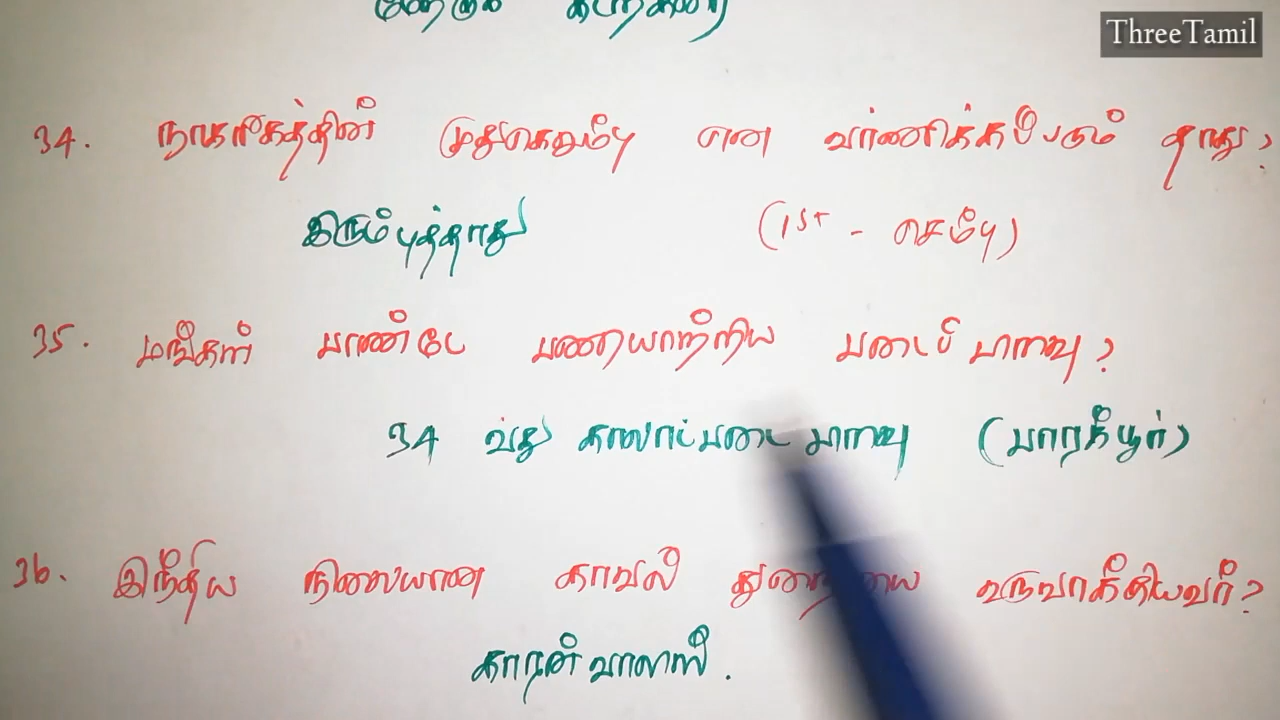 ThreeTamil
34. நாகரீகத்தின் முதுகெலும்பு என வர்ணிக்கப்படும் தாது?
இரும்புத்தாது (1st - செம்பு)
35. மங்கள் பாண்டே பணியாற்றிய படைப் பிரிவு?
34 வது காலாட்படை பிரிவு (பாரக்பூர்)
36. இந்திய நிலையான காவல் உருவாக்கியவர்?
காரன் வாலஸ்.